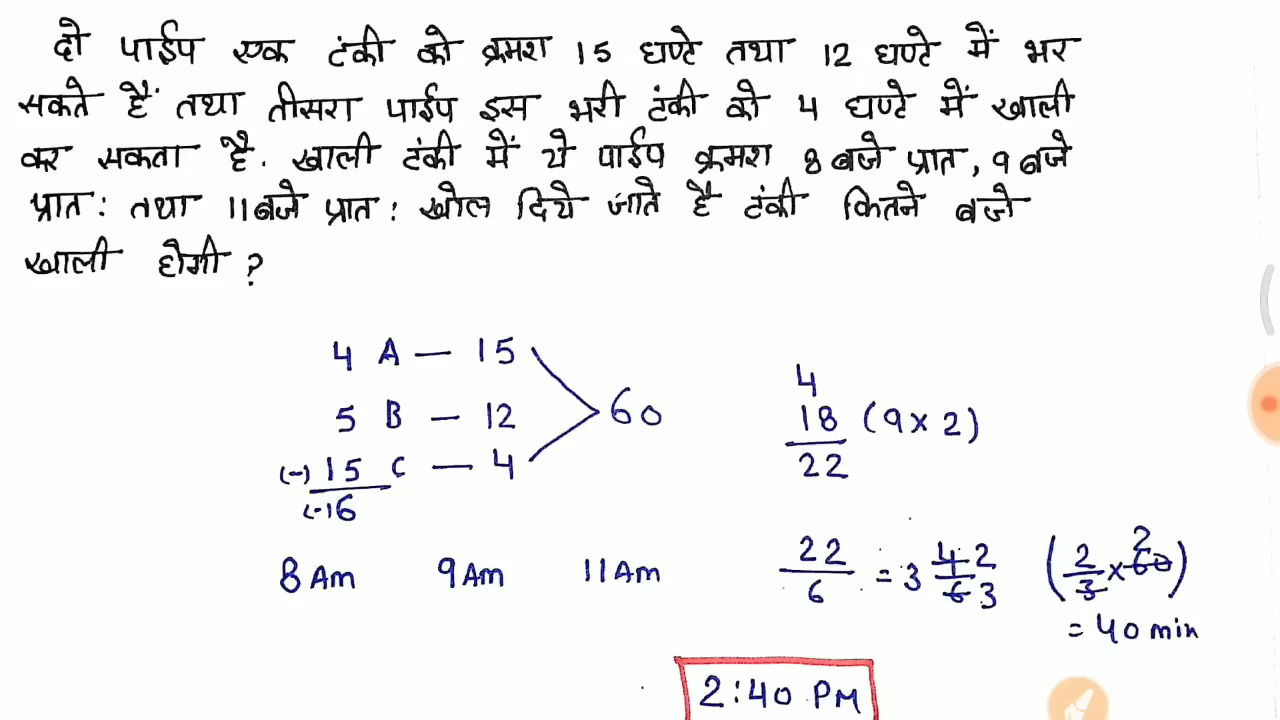 दो पाईप एक टंकी को क्रमश 15 घण्टे तथा 12 घण्टे में भर
सकते हैं तथा तीसरा पाईप इस भरी टंकी को 4 घण्टे में खाली
कर सकता है. खाली टंकी में ये पाईप क्रमश 8 बजे प्रात, 9 बजे
प्रात: तथा 11 बजे प्रात: खोल दिये जाते है टंकी कितने बजे
खाली होगी ?
4 A — 15
5 B — 12 60
(-) 15 C — 4
(-) 6
8 Am 9 Am 11 Am
4
18 (9 x 2)
22
22/6 = 3 4/6 2/3 (2/3 x 60 2)
= 40 min
2:40 PM